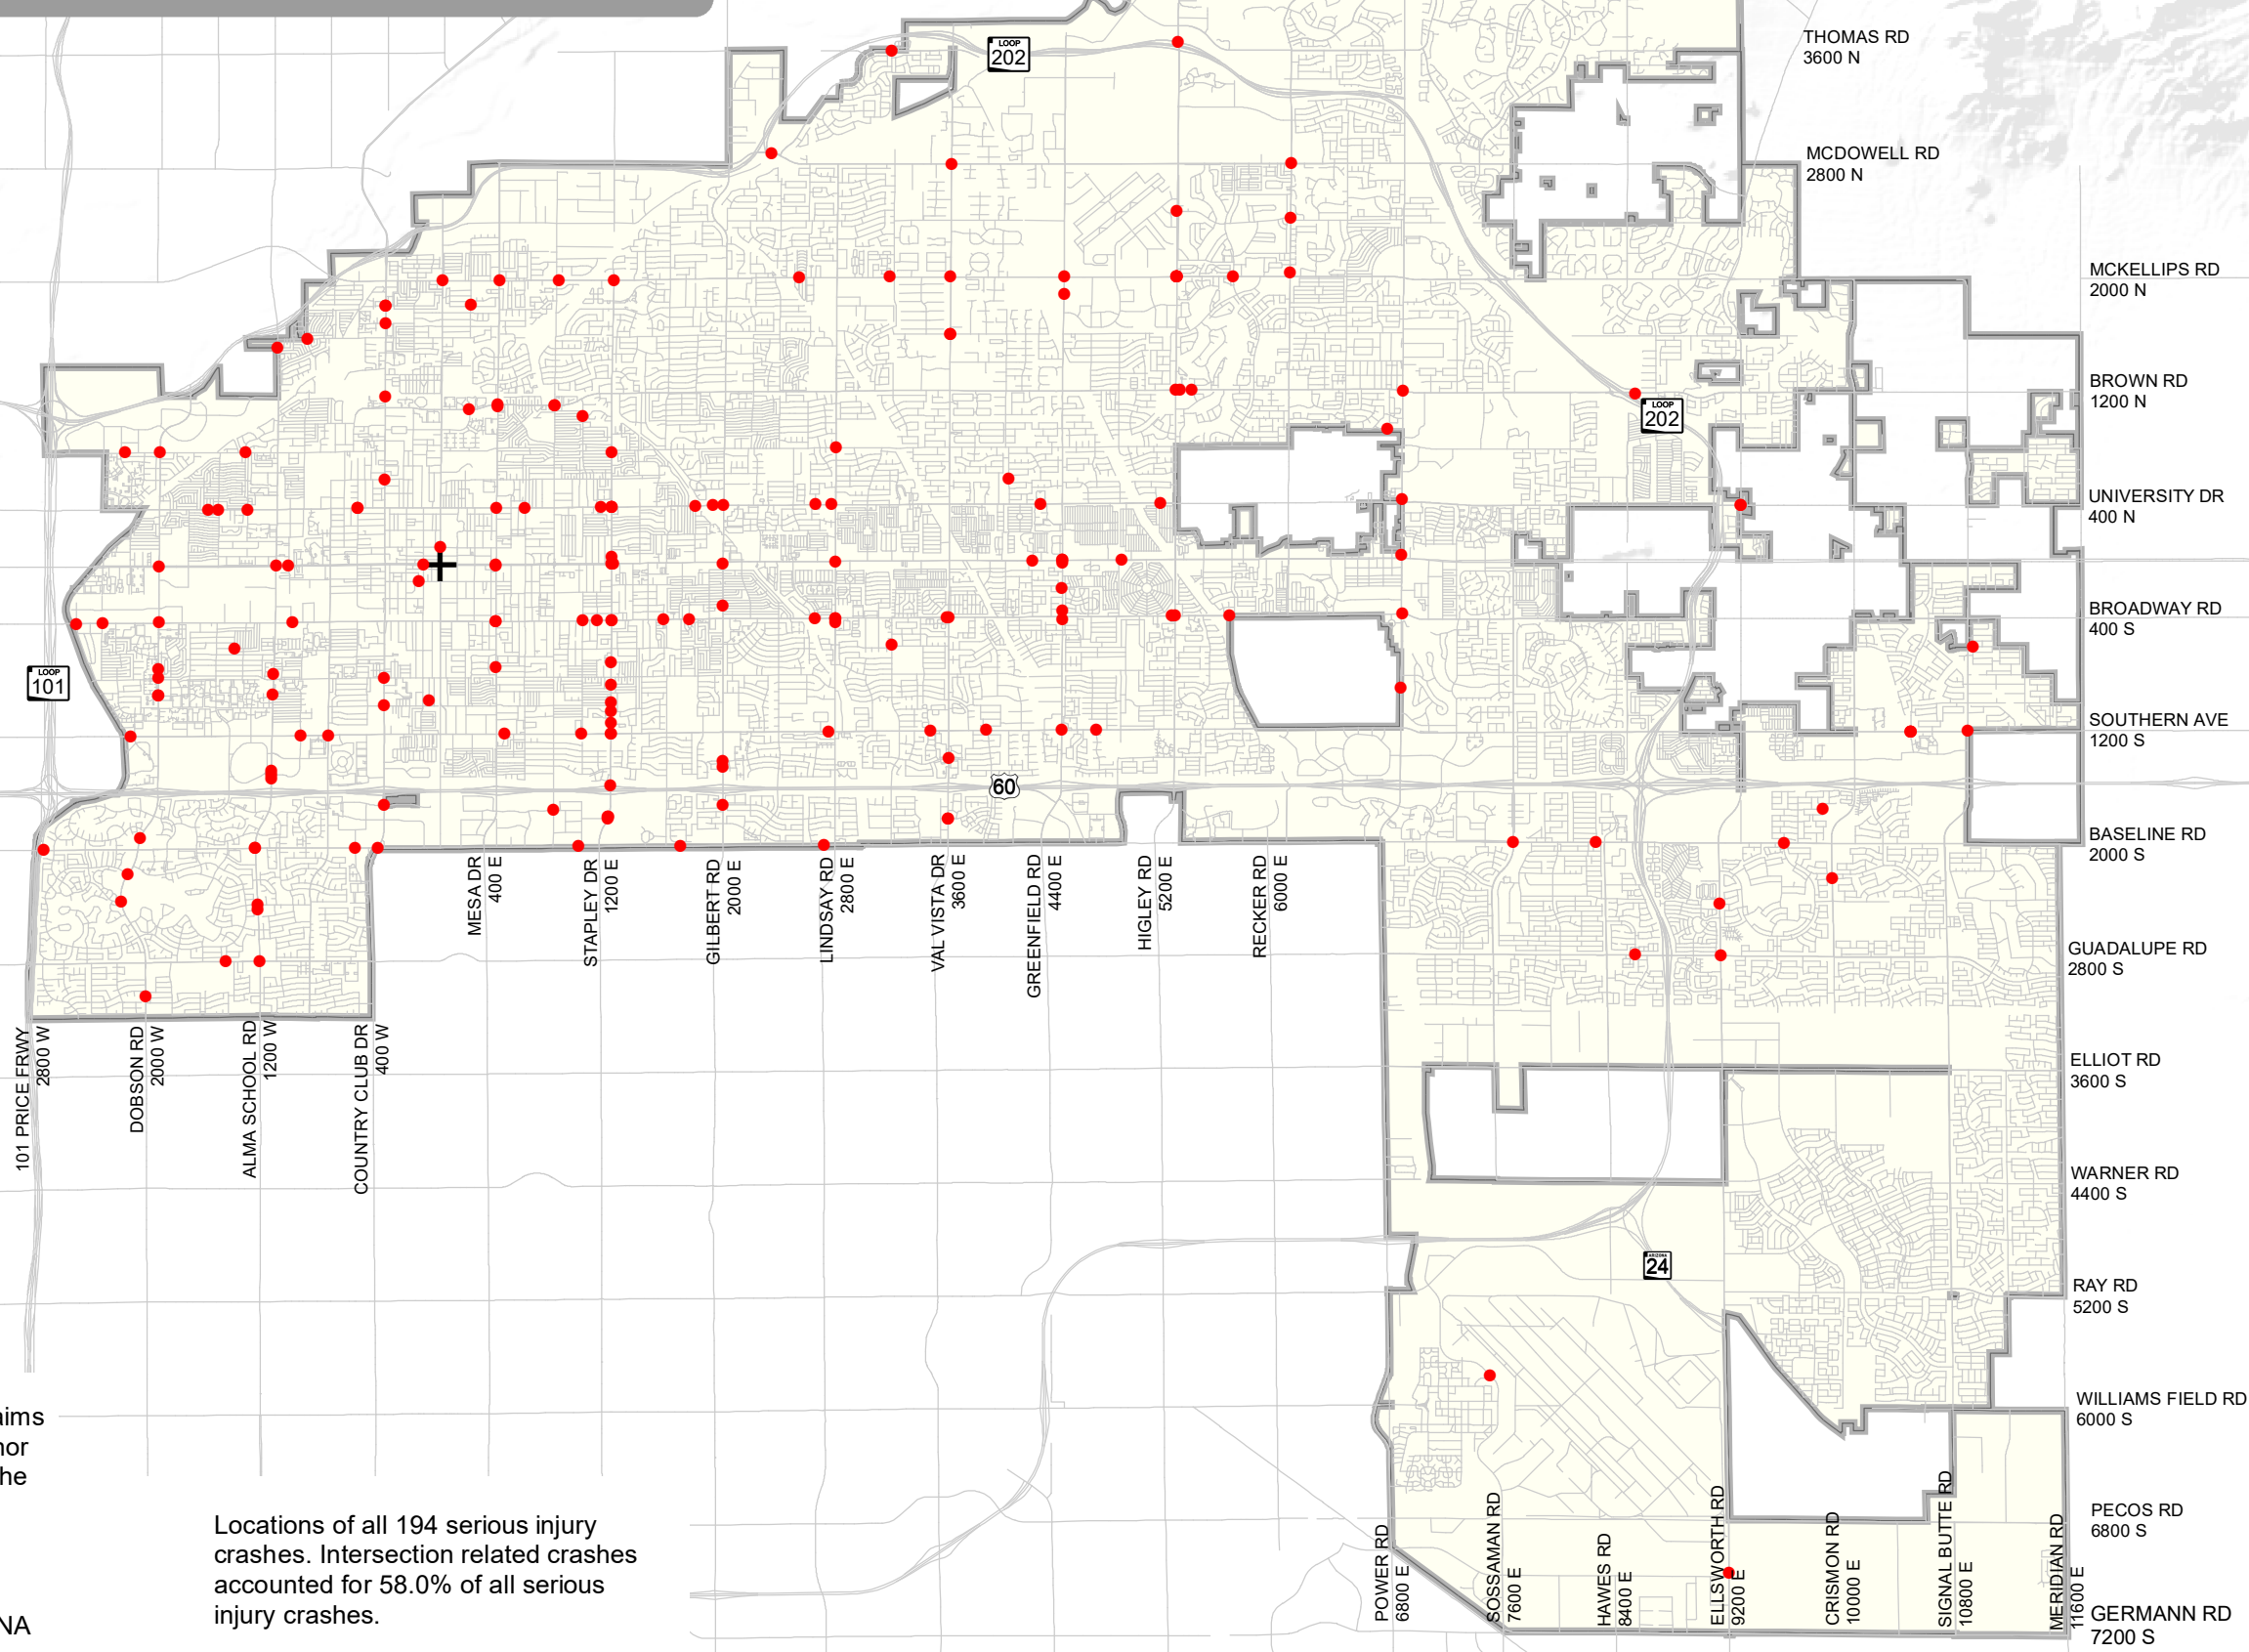 LOOP
202
THOMAS RD
3600 N
MCDOWELL RD
2800 N
MCKELLIPS RD
2000 N
BROWN RD
1200 N
LOOP
202
UNIVERSITY DR
400 N
BROADWAY RD
400 S
LOOP
101
SOUTHERN AVE
1200 S
60
BASELINE RD
2000 S
MESA DR
400 E
STAPLEY DR
1200 E
GILBERT RD
2000 E
LINDSAY RD
2800 E
VAL VISTA DR
3600 E
GREENFIELD RD
4400 E
HIGLEY RD
5200 E
RECKER RD
6000 E
GUADALUPE RD
2800 S
101 PRICE FRWY
2800 W
DOBSON RD
2000 W
ALMA SCHOOL RD
1200 W
COUNTRY CLUB DR
400 W
ELLIOT RD
3600 S
WARNER RD
4400 S
ARIZONA
24
RAY RD
5200 S
WILLIAMS FIELD RD
6000 S
PECOS RD
6800 S
POWER RD
6800 E
SOSSAMAN RD
7600 E
HAWES RD
8400 E
ELLSWORTH RD
9200 E
CRISMON RD
10000 E
SIGNAL BUTTE RD
10800 E
MERIDIAN RD
11600 E
GERMANN RD
7200 S
aims
nor
he
NA
Locations of all 194 serious injury
crashes. Intersection related crashes
accounted for 58.0% of all serious
injury crashes.